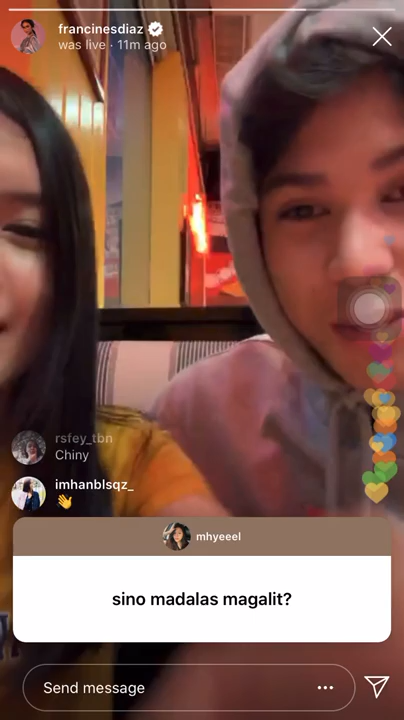 francinesdiaz
was live · 11m ago
rsfey_tbn
Chiny
imhanblsqz_
👋
mhyeeel
sino madalas magalit?
Send message